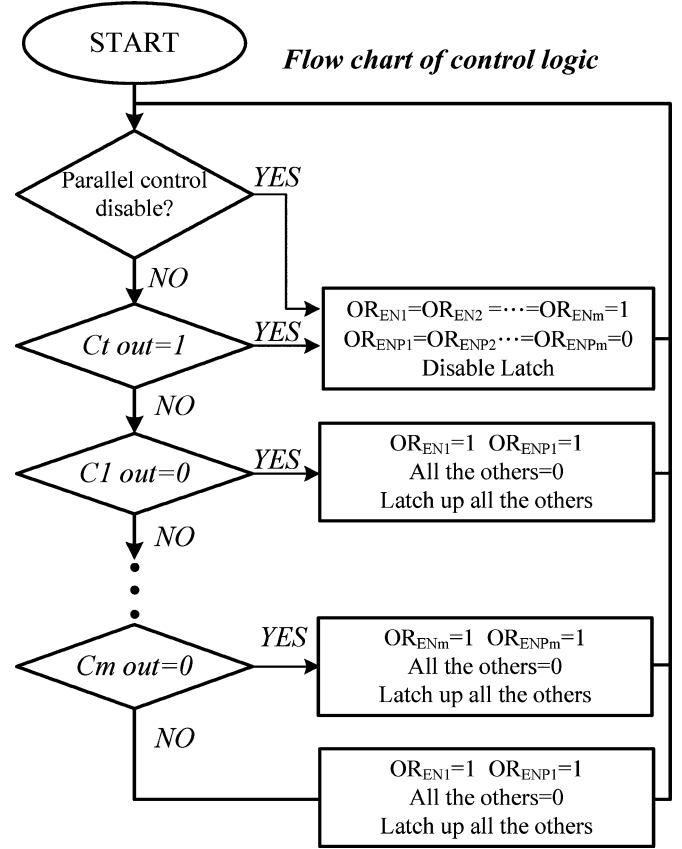 START
Flow chart of control logic
Parallel control
disable?
YES
NO
OR_EN1=OR_EN2 =⋯=OR_ENm=1
OR_ENP1=OR_ENP2⋯=OR_ENPm=0
Disable Latch
Ct out=1
YES
NO
C1 out=0
YES
OR_EN1=1 OR_ENP1=1
All the others=0
Latch up all the others
NO
Cm out=0
YES
OR_ENm=1 OR_ENPm=1
All the others=0
Latch up all the others
NO
OR_EN1=1 OR_ENP1=1
All the others=0
Latch up all the others